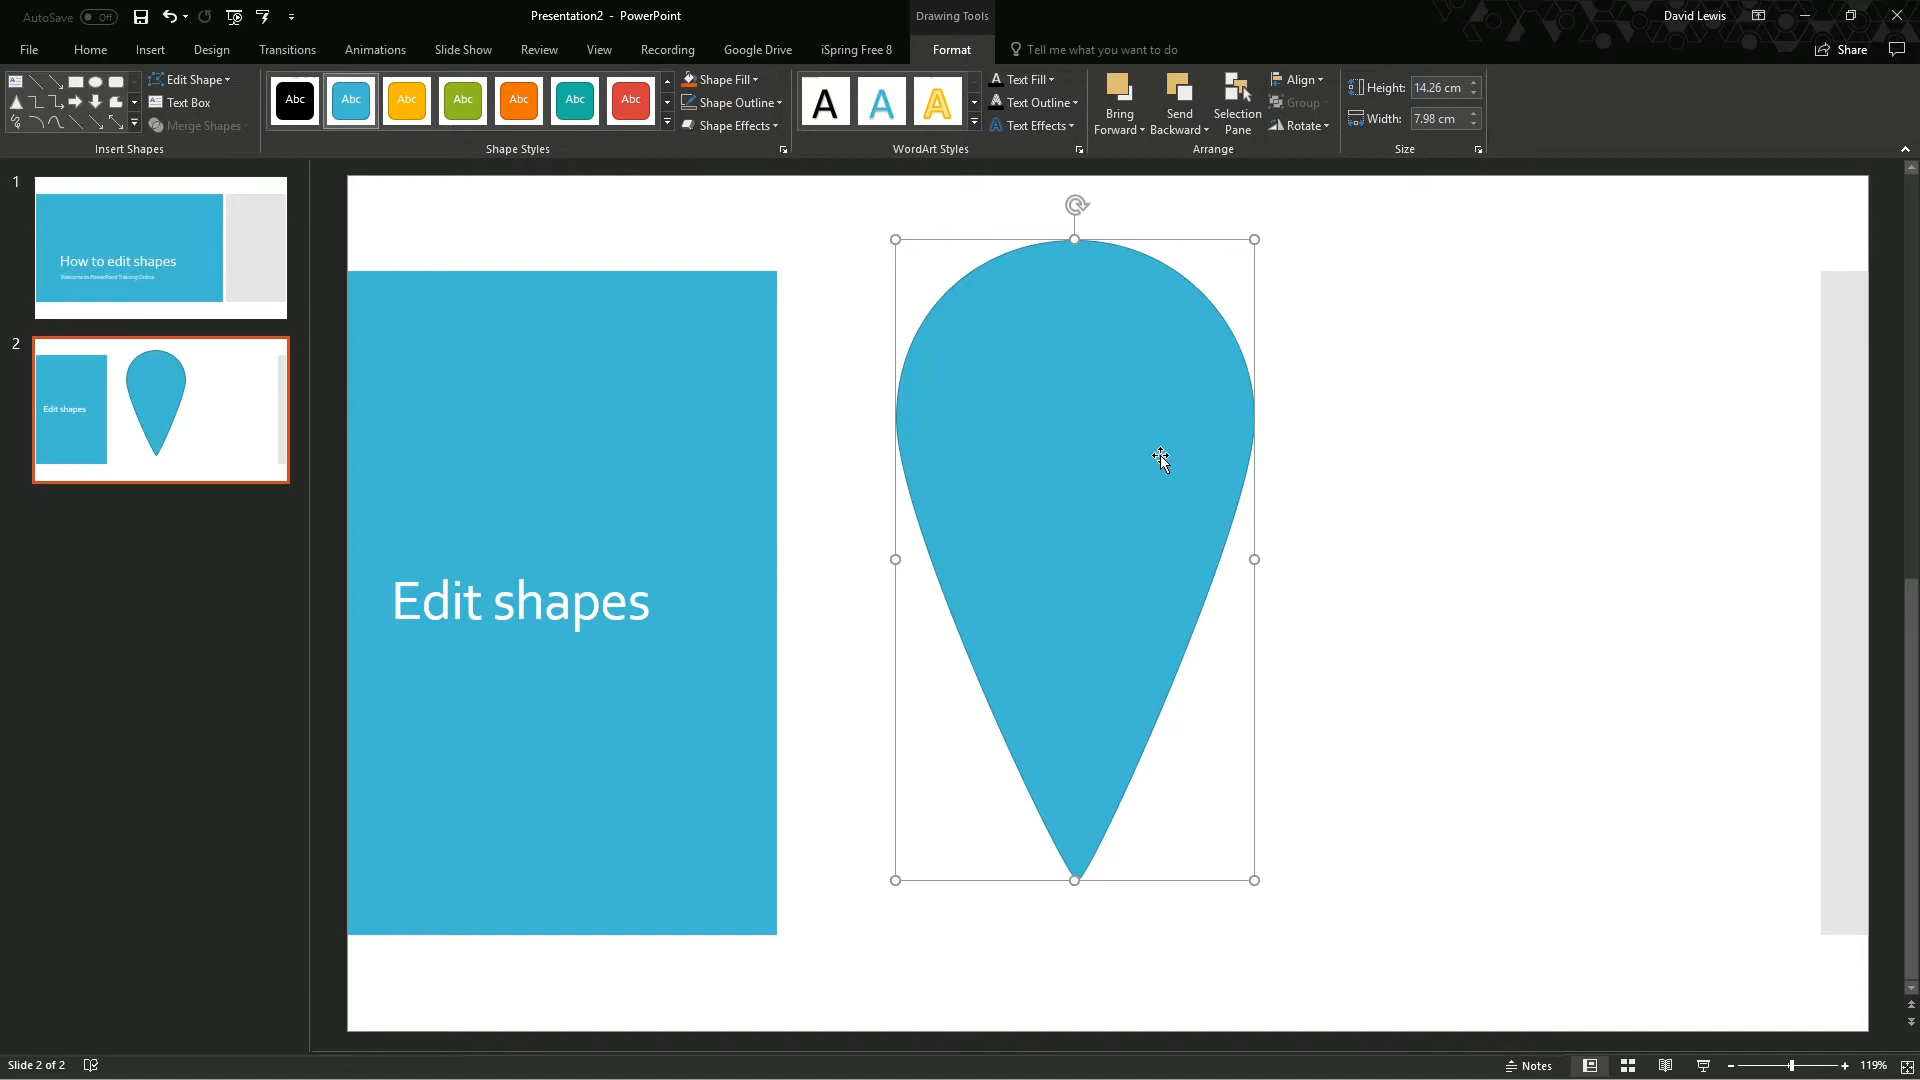 AutoSave Off
Presentation2 - PowerPoint
Drawing Tools
David Lewis
File Home Insert Design Transitions Animations Slide Show Review View Recording Google Drive iSpring Free 8 Format Tell me what you want to do Share
Edit Shape
Text Box
Merge Shapes
Insert Shapes
Abc Abc Abc Abc Abc Abc Abc
Shape Fill
Shape Outline
Shape Effects
Shape Styles
A A A
Text Fill
Text Outline
Text Effects
WordArt Styles
Bring Forward
Send Backward
Selection Pane
Align
Group
Rotate
Arrange
Height: 14.26 cm
Width: 7.98 cm
Size
1
How to edit shapes
Welcome to PowerPoint Training Online
2
Edit shapes
Edit shapes
Slide 2 of 2
Notes
119%